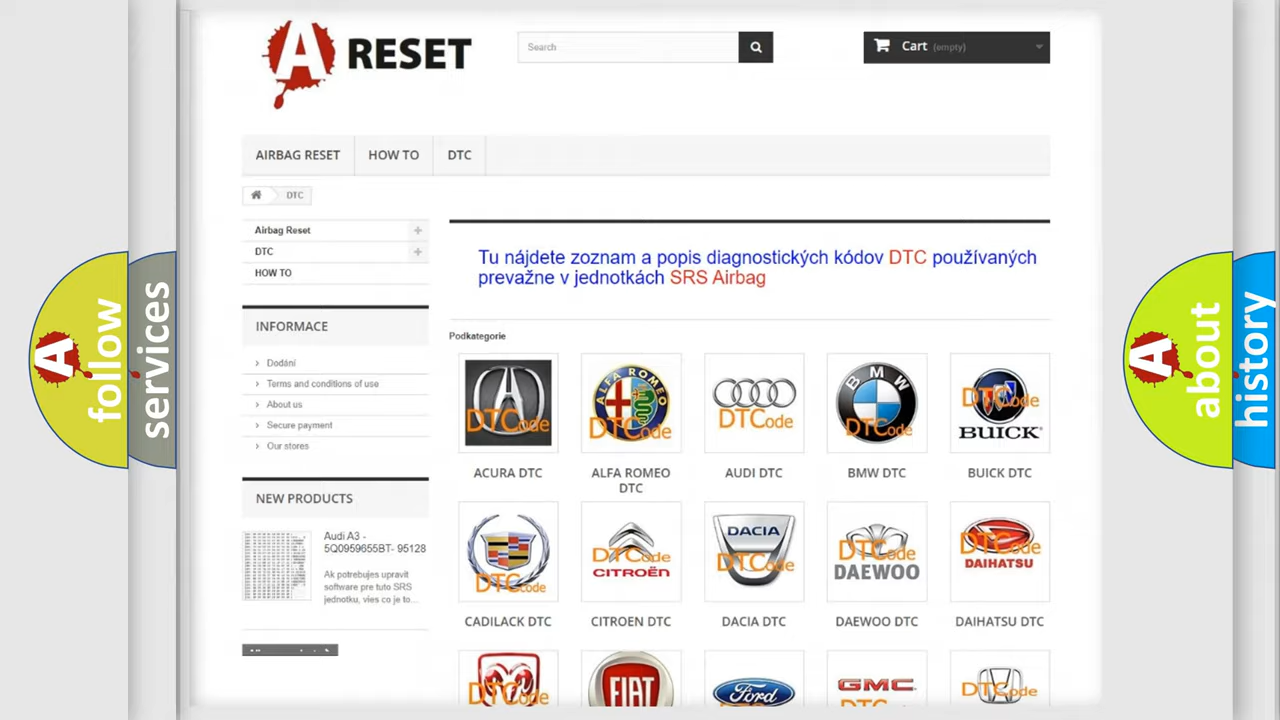 A RESET
Search
Cart (empty)
AIRBAG RESET
HOW TO
DTC
DTC
Airbag Reset
DTC
HOW TO
Tu nájdete zoznam a popis diagnostických kódov DTC používaných
prevažne v jednotkách SRS Airbag
INFORMACE
Dodání
Terms and conditions of use
About us
Secure payment
Our stores
Podkategorie
DTCode
ALFA ROMEO
DTCode
DTCode
BMW
DTCode
DTCode
BUICK
ACURA DTC
ALFA ROMEO
DTC
AUDI DTC
BMW DTC
BUICK DTC
NEW PRODUCTS
Audi A3 -
5Q0959655BT- 95128
Ak potrebujes upravit
software pre tuto SRS
jednotku, vies co je to...
DTCode
DTCode
CITROËN
DACIA
DTCode
DTCode
DAEWOO
DTCode
DAIHATSU
CADILACK DTC
CITROEN DTC
DACIA DTC
DAEWOO DTC
DAIHATSU DTC
DTCode
FIAT
Ford
GMC
DTCode
A
follow
services
A
about
history